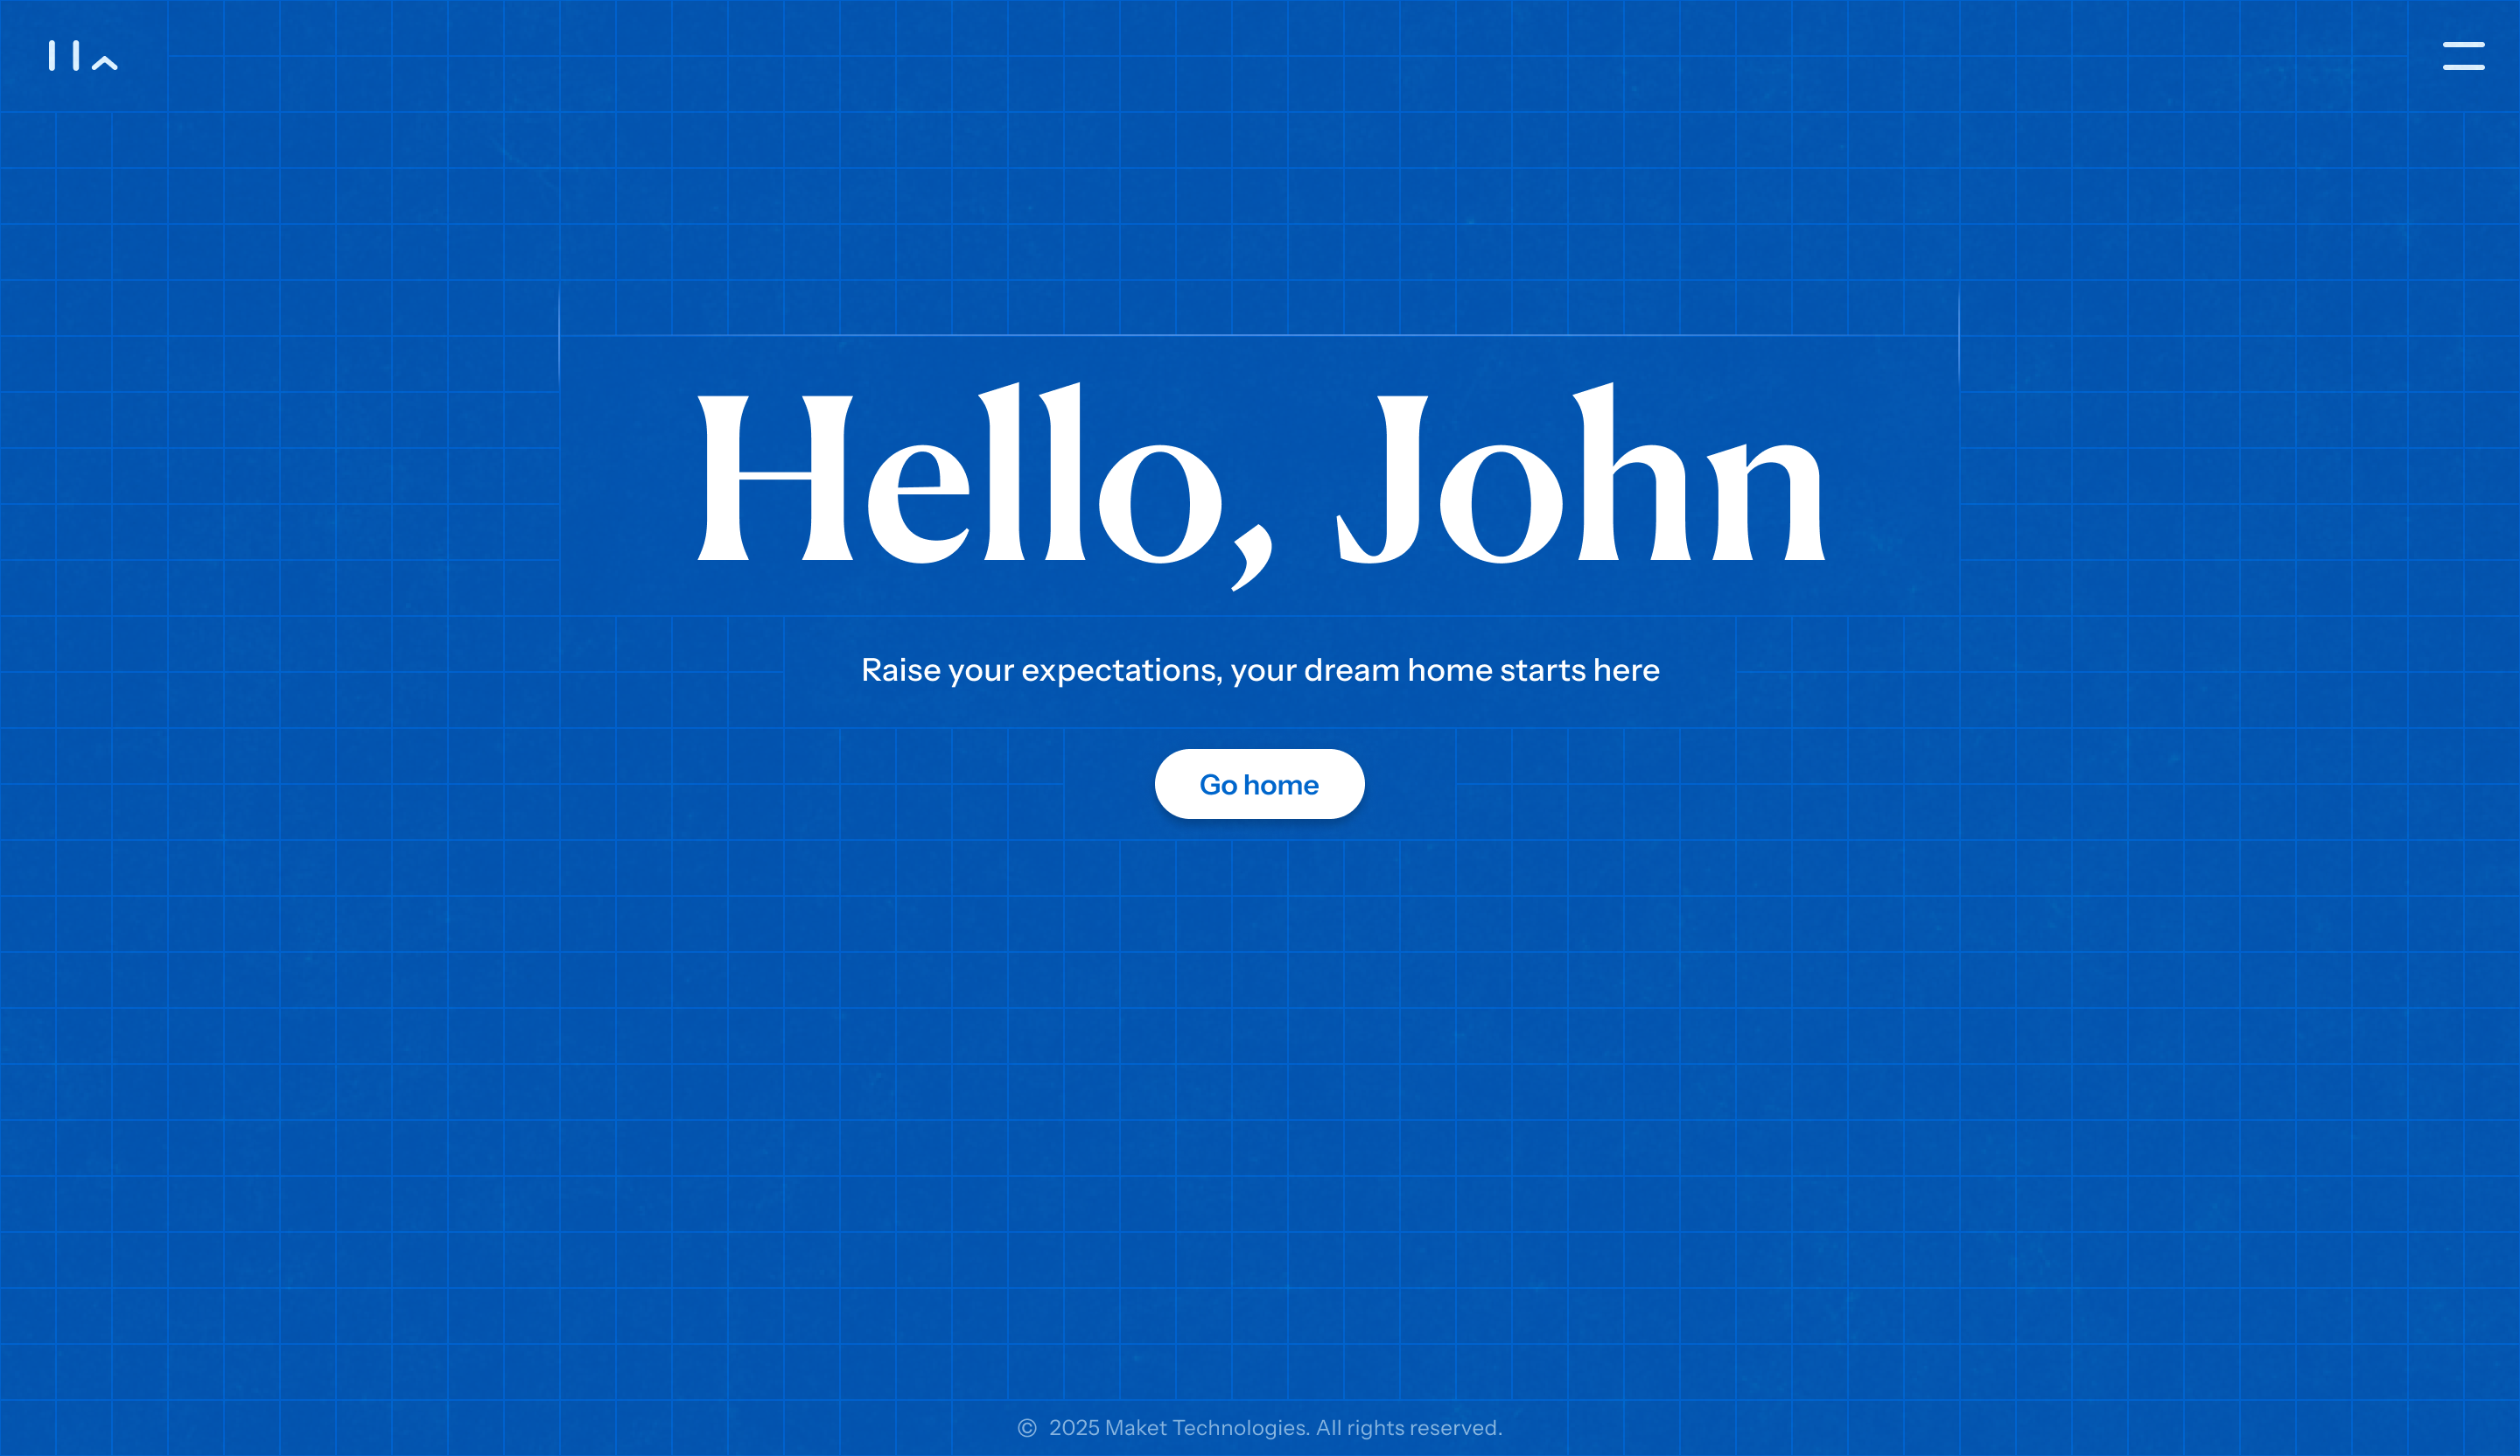 Hello, John
Raise your expectations, your dream home starts here
Go home
© 2025 Maket Technologies. All rights reserved.